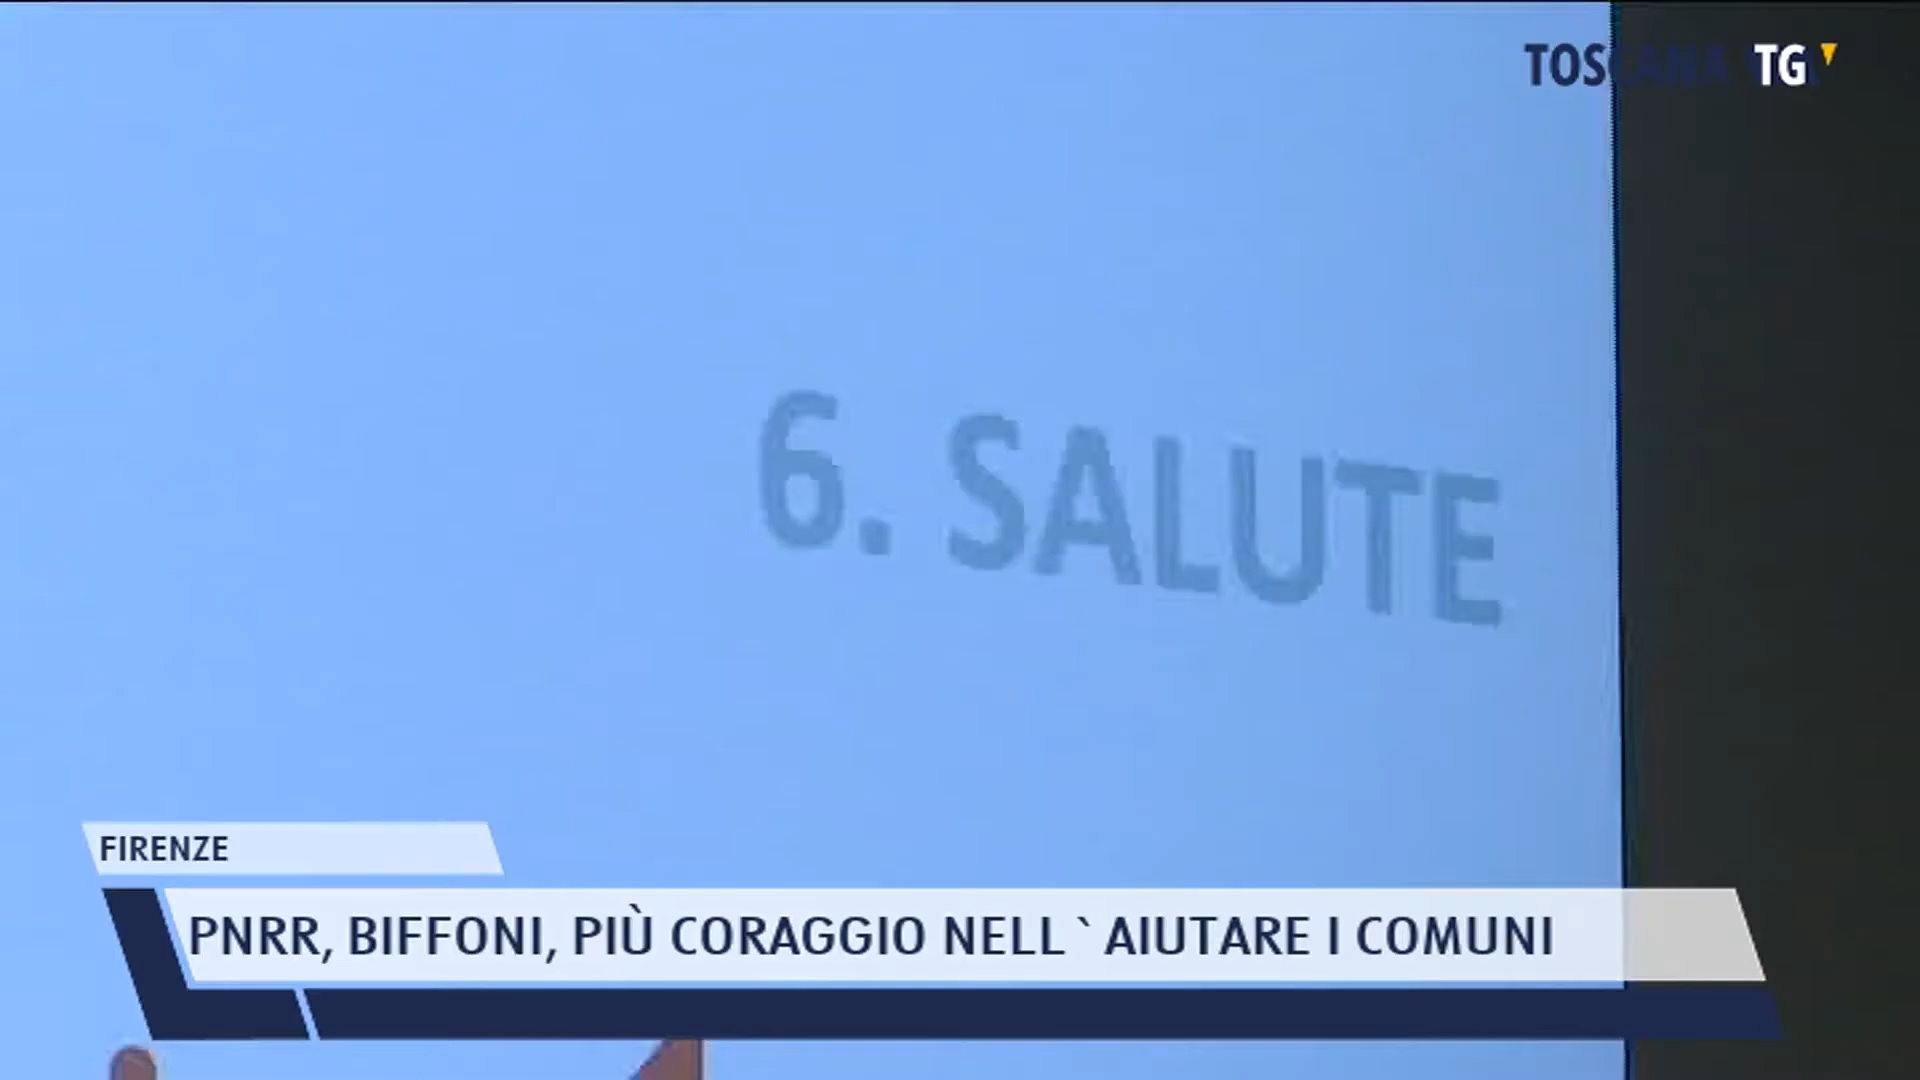 TOSCANA TG
6. SALUTE
FIRENZE
PNRR, BIFFONI, PIÙ CORAGGIO NELL`AIUTARE I COMUNI